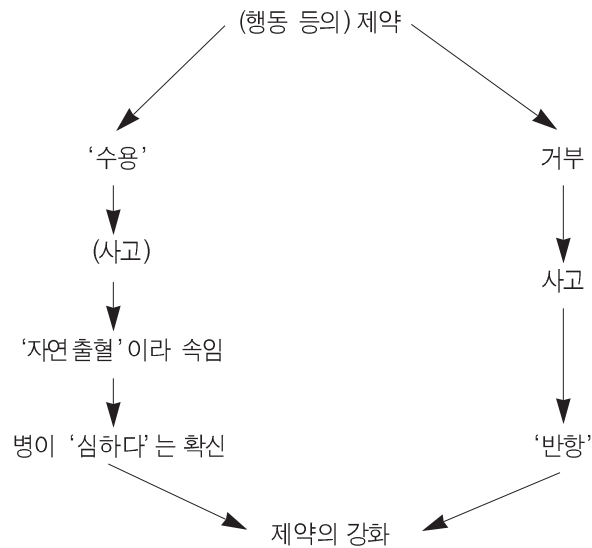 (행동 등의) 제약
‘수용’
거부
(사고)
사고
‘자연출혈’이라 속임
병이 ‘심하다’는 확신
‘반항’
제약의 강화